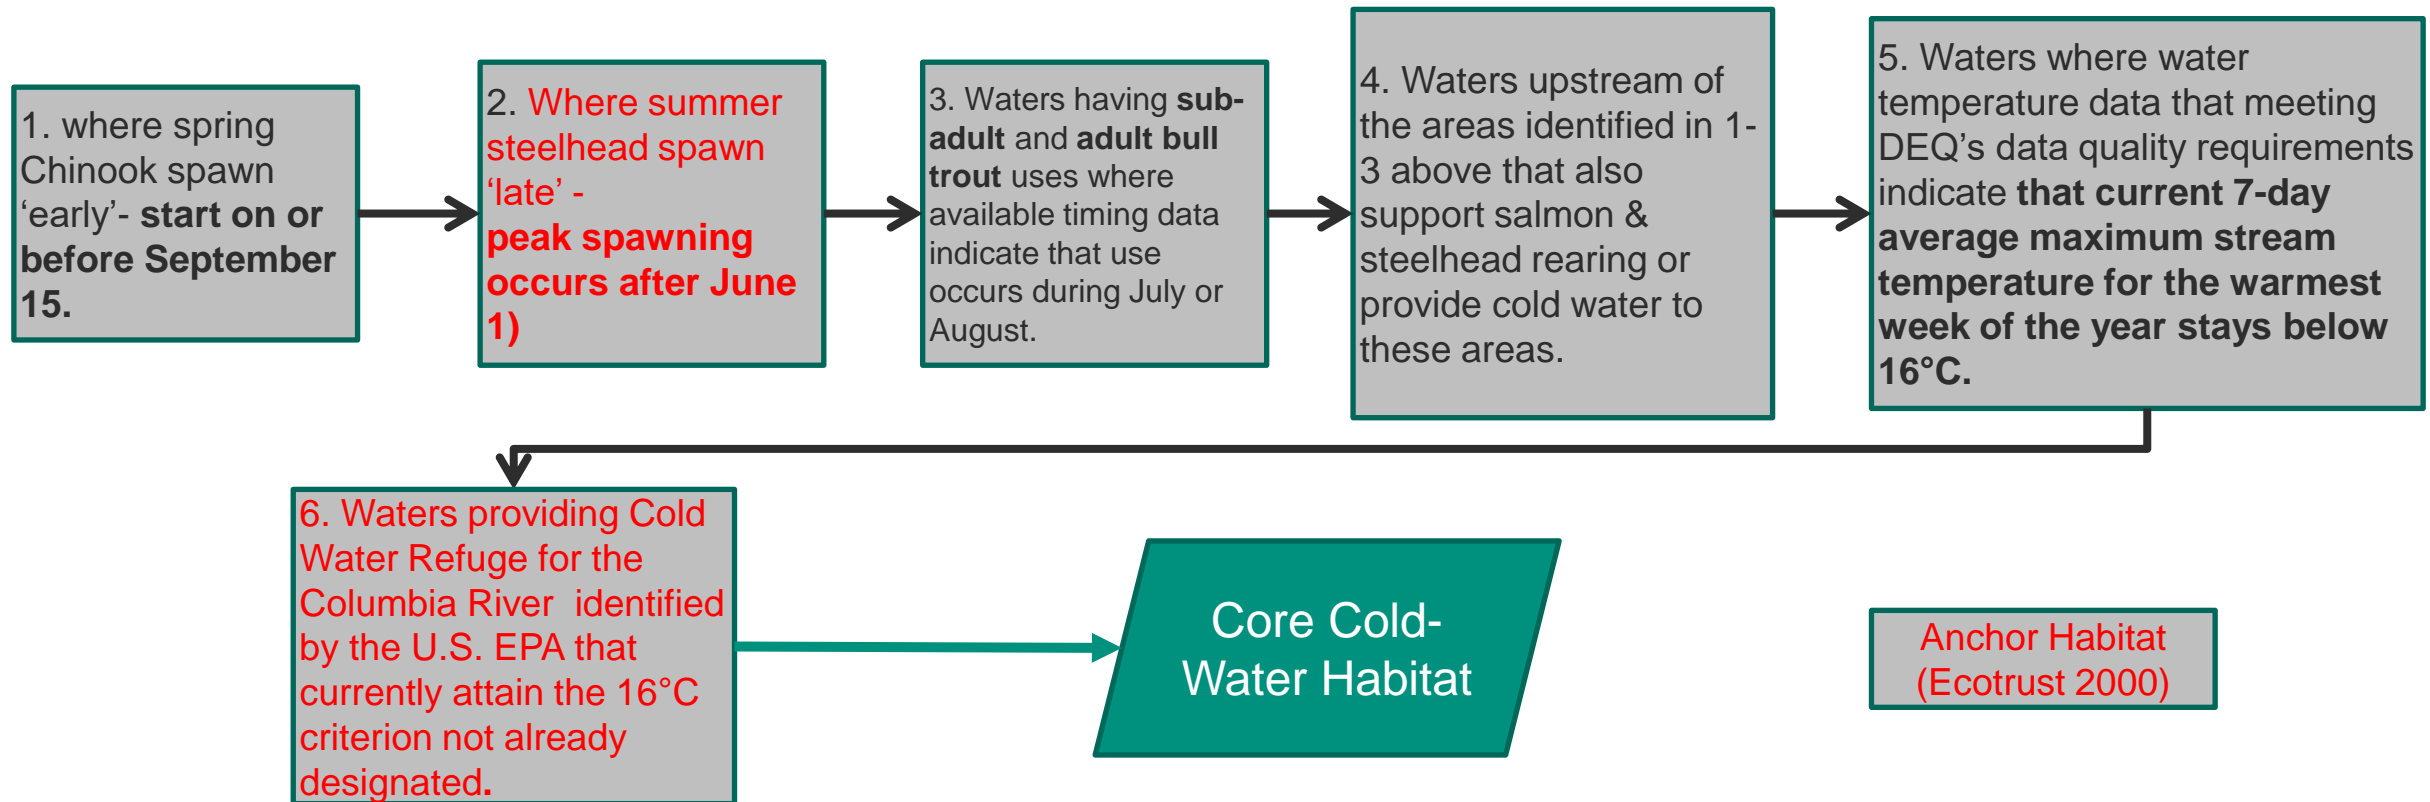 1. where spring
Chinook spawn
‘early’- start on or
before September
15.
2. Where summer
steelhead spawn
‘late’ -
peak spawning
occurs after June
1)
3. Waters having sub-
adult and adult bull
trout uses where
available timing data
indicate that use
occurs during July or
August.
4. Waters upstream of
the areas identified in 1-
3 above that also
support salmon &
steelhead rearing or
provide cold water to
these areas.
5. Waters where water
temperature data that meeting
DEQ’s data quality requirements
indicate that current 7-day
average maximum stream
temperature for the warmest
week of the year stays below
16°C.
6. Waters providing Cold
Water Refuge for the
Columbia River identified
by the U.S. EPA that
currently attain the 16°C
criterion not already
designated.
Core Cold-
Water Habitat
Anchor Habitat
(Ecotrust 2000)